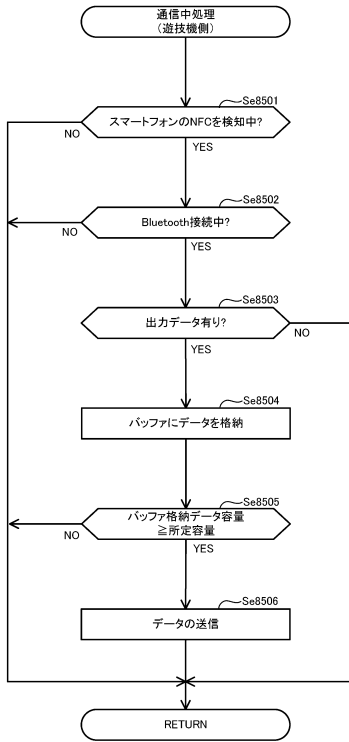 通信中処理
(遊技機側)
Se8501
スマートフォンのNFCを検知中?
NO
YES
Se8502
Bluetooth接続中?
NO
YES
Se8503
出力データ有り?
NO
YES
Se8504
バッファにデータを格納
Se8505
バッファ格納データ容量
≧所定容量
NO
YES
Se8506
データの送信
RETURN